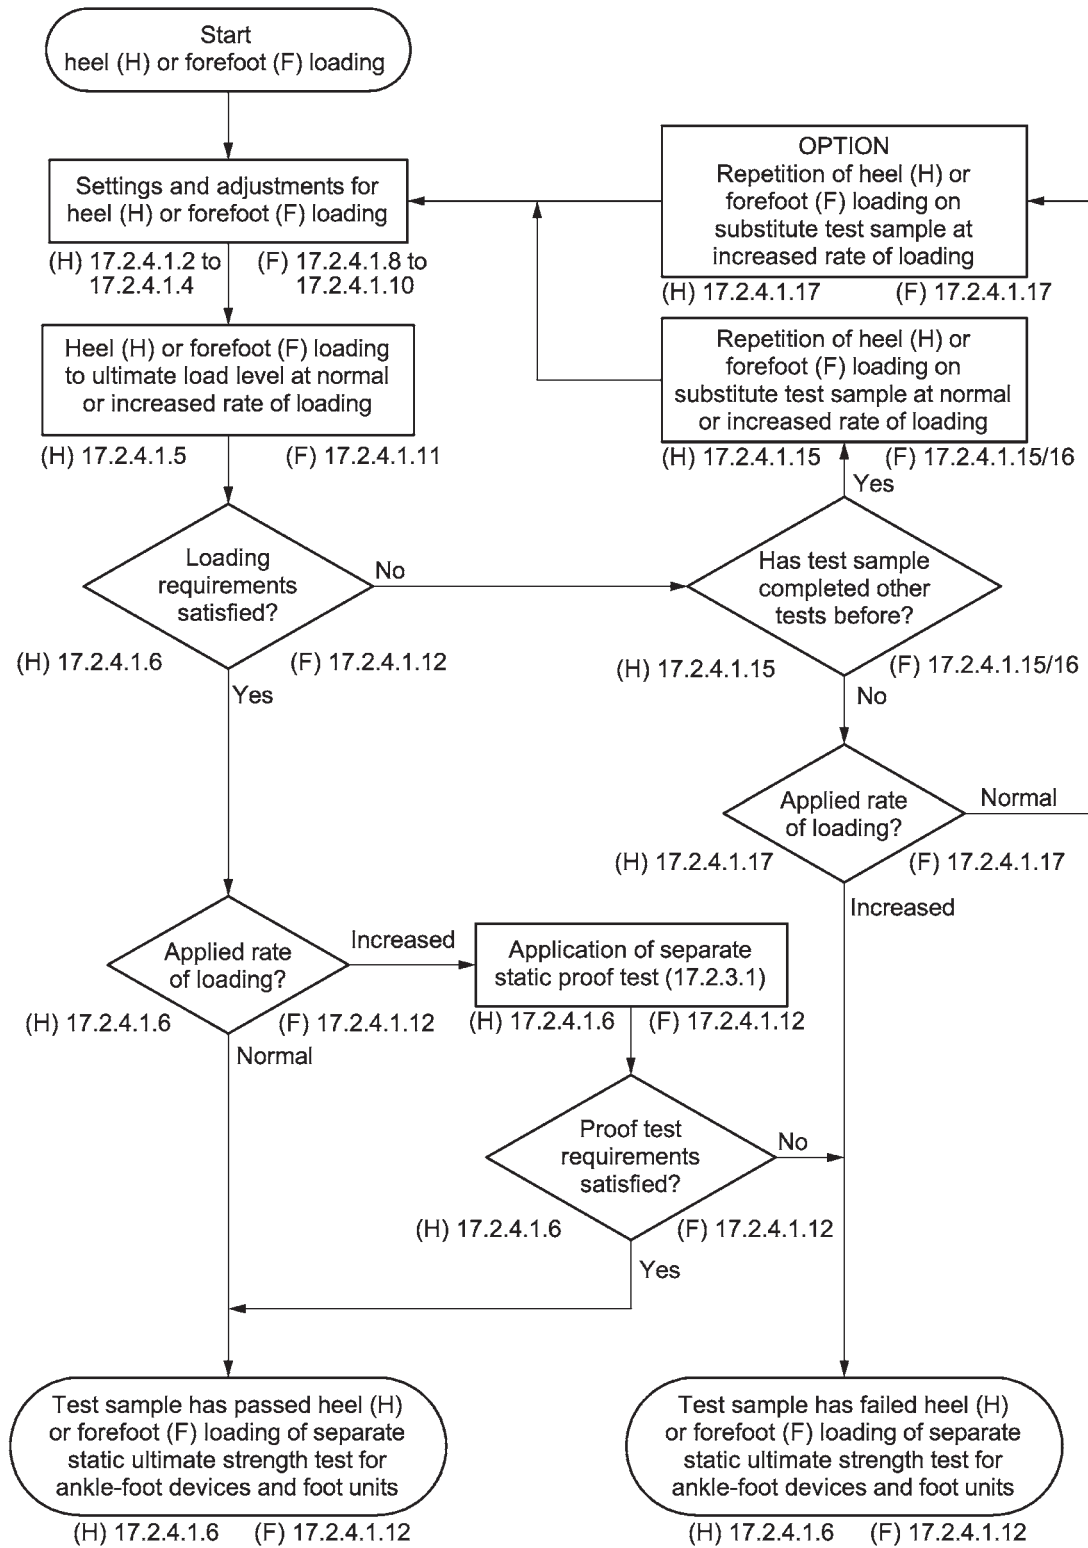 Start
heel (H) or forefoot (F) loading
Settings and adjustments for
heel (H) or forefoot (F) loading
(H) 17.2.4.1.2 to
17.2.4.1.4
(F) 17.2.4.1.8 to
17.2.4.1.10
OPTION
Repetition of heel (H) or
forefoot (F) loading on
substitute test sample at
increased rate of loading
(H) 17.2.4.1.17
(F) 17.2.4.1.17
Heel (H) or forefoot (F) loading
to ultimate load level at normal
or increased rate of loading
(H) 17.2.4.1.5
(F) 17.2.4.1.11
Repetition of heel (H) or
forefoot (F) loading on
substitute test sample at normal
or increased rate of loading
(H) 17.2.4.1.15
(F) 17.2.4.1.15/16
Yes
Loading
requirements
satisfied?
No
(H) 17.2.4.1.6
(F) 17.2.4.1.12
Yes
Has test sample
completed other
tests before?
(H) 17.2.4.1.15
(F) 17.2.4.1.15/16
No
Applied rate
of loading?
Normal
(H) 17.2.4.1.17
(F) 17.2.4.1.17
Increased
Applied rate
of loading?
Increased
(H) 17.2.4.1.6
(F) 17.2.4.1.12
Normal
Application of separate
static proof test (17.2.3.1)
(H) 17.2.4.1.6
(F) 17.2.4.1.12
Proof test
requirements
satisfied?
No
(H) 17.2.4.1.6
(F) 17.2.4.1.12
Yes
Test sample has passed heel (H)
or forefoot (F) loading of separate
static ultimate strength test for
ankle-foot devices and foot units
(H) 17.2.4.1.6
(F) 17.2.4.1.12
Test sample has failed heel (H)
or forefoot (F) loading of separate
static ultimate strength test for
ankle-foot devices and foot units
(H) 17.2.4.1.6
(F) 17.2.4.1.12